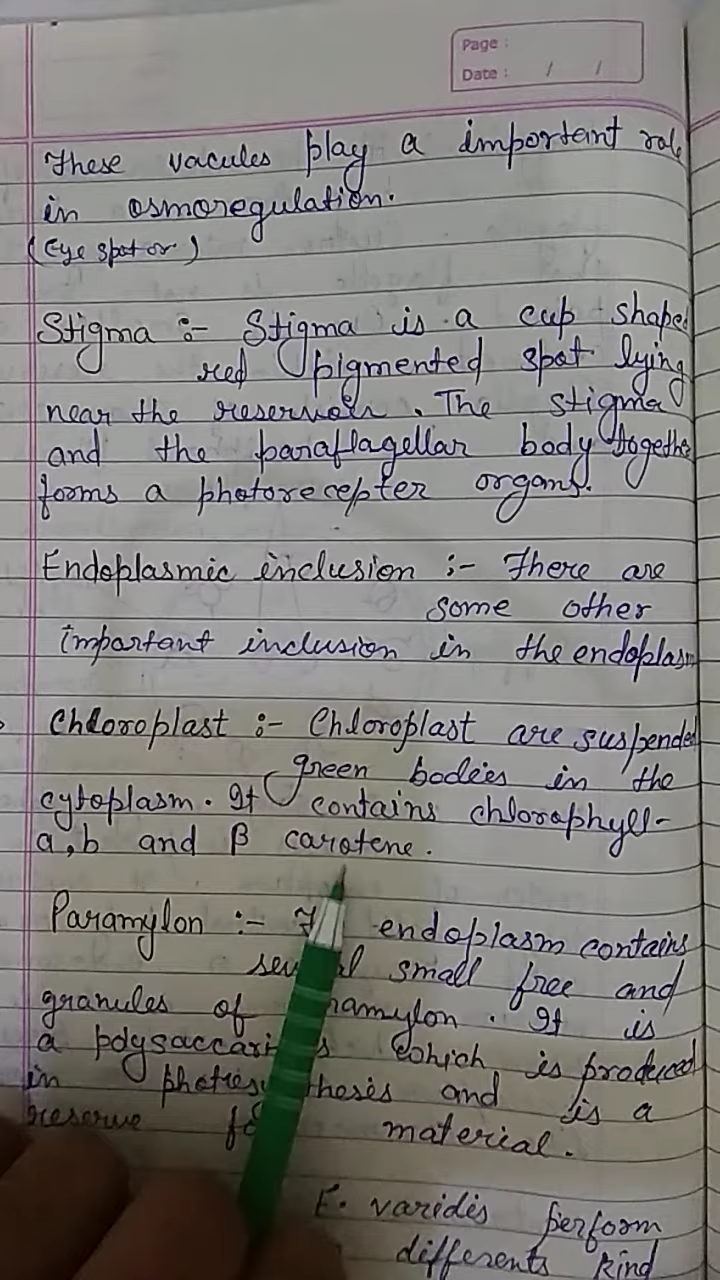 Page :
Date : / /
These vacules play a important role
in osmoregulation.
(Eye spot or)
Stigma :- Stigma is a cup shaped
red pigmented spot lying
near the reservoir. The stigma
and the paraflagellar body together
forms a photorecepter organs.
Endoplasmic inclusion :- There are
some other
important inclusion in the endoplasm
Chloroplast :- Chloroplast are suspended
green bodies in the
cytoplasm. It contains chlorophyll-
a, b and β carotene.
Paramylon :- endoplasm contains
small free and
granules of . It is
a which is produced
in and is a
reserve material.
E. varidis perform
differents kind